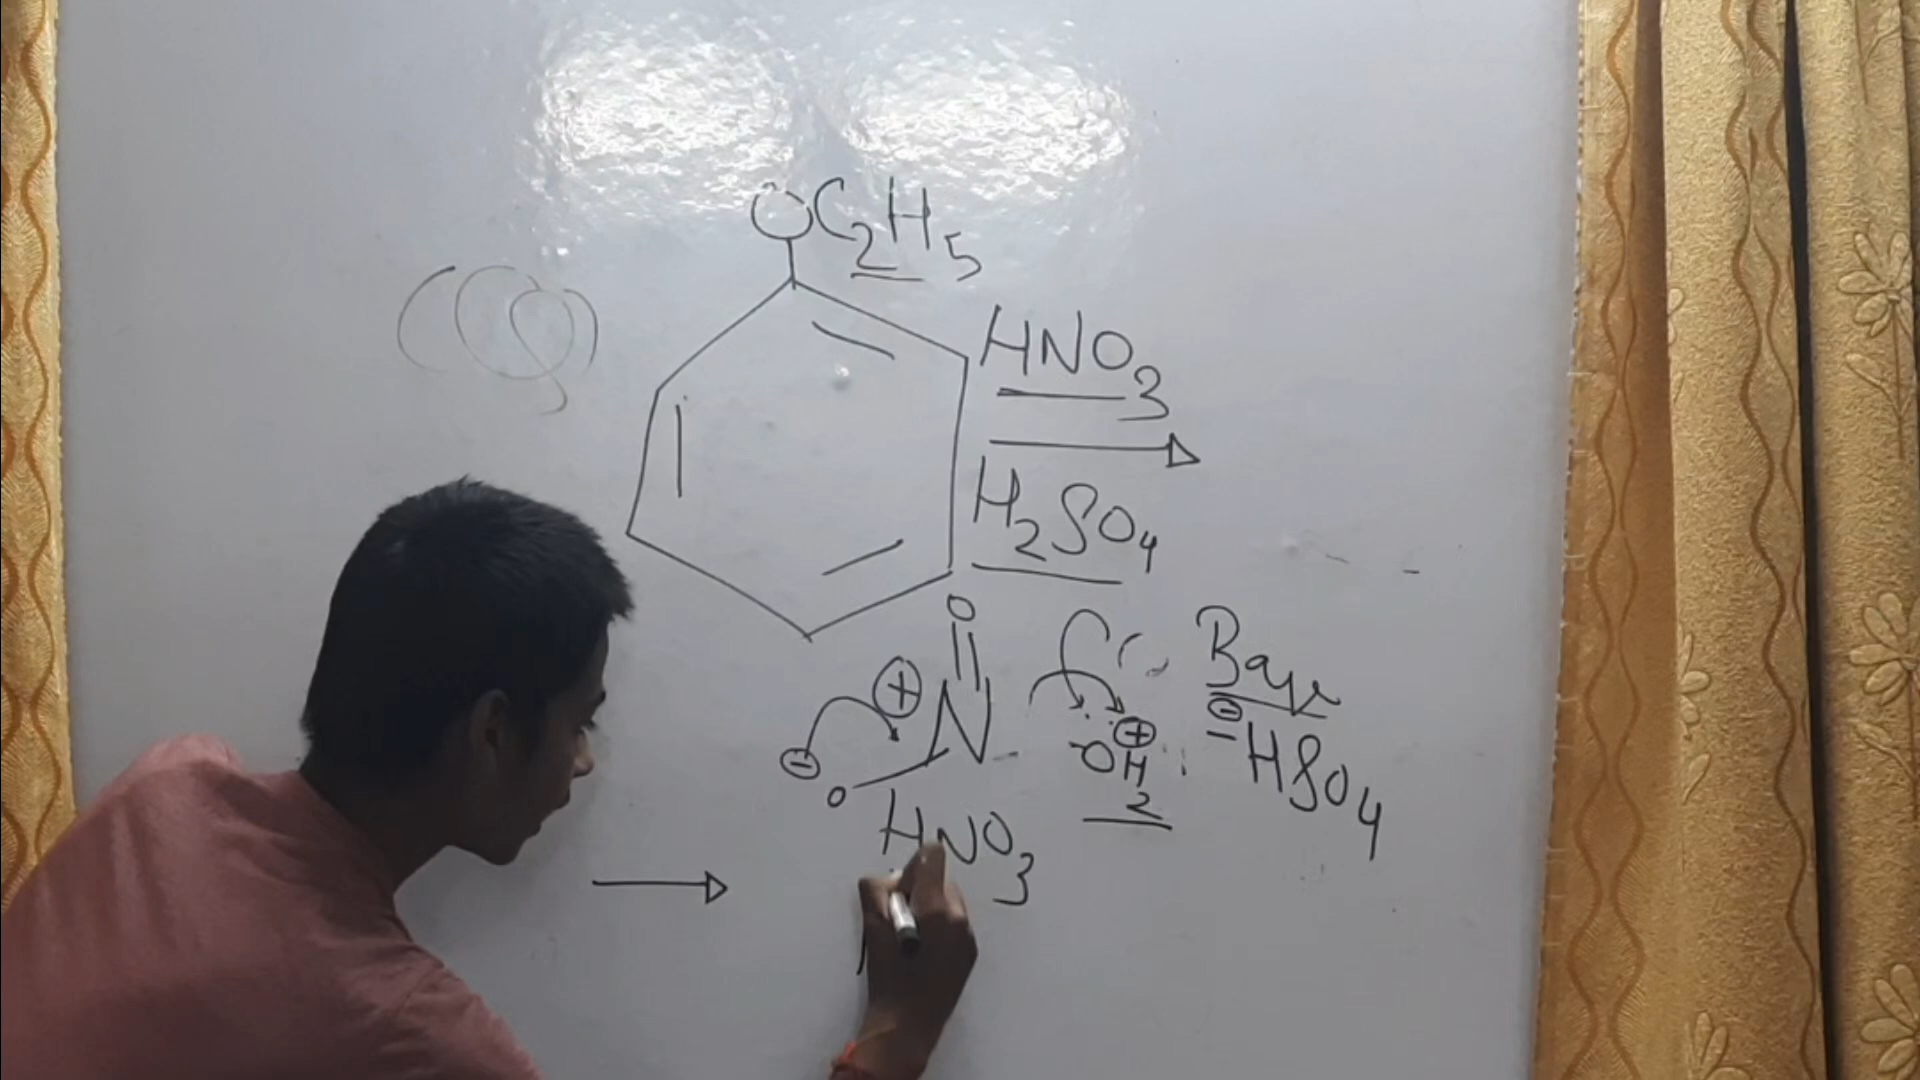 OC2H5
(Q)
HNO3
H2SO4
O
Base
⊕
N
⊕
⊖
OH2
⊖
HSO4
⊖
O
HNO3